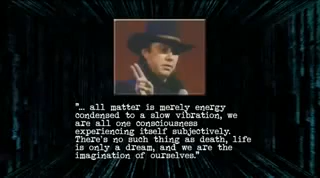 "... all matter is merely energy
condensed to a slow vibration, we
are all one consciousness
experiencing itself subjectively.
There's no such thing as death, life
is only a dream, and we are the
imagination of ourselves."